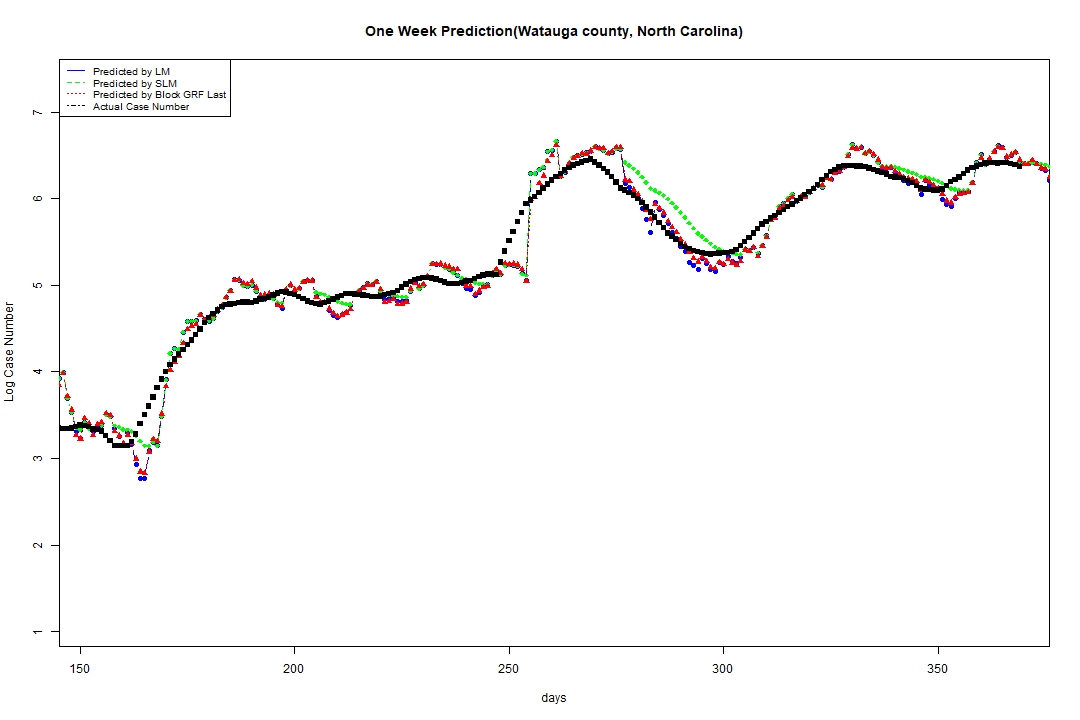 One Week Prediction(Watauga county, North Carolina)
Predicted by LM
Predicted by SLM
Predicted by Block GRF Last
Actual Case Number
7
6
5
4
3
2
1
Log Case Number
150 200 250 300 350
days